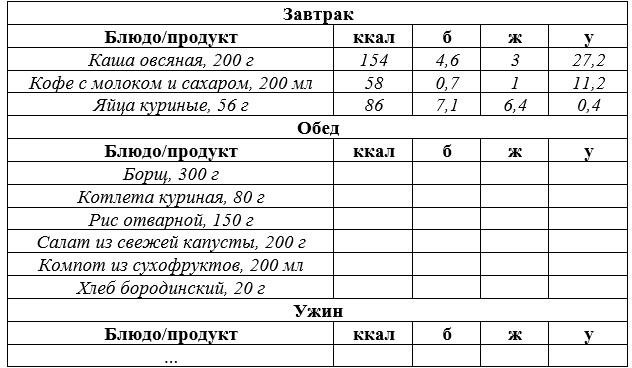 Завтрак
Блюдо/продукт ккал б ж у
Каша овсяная, 200 г 154 4,6 3 27,2
Кофе с молоком и сахаром, 200 мл 58 0,7 1 11,2
Яйца куриные, 56 г 86 7,1 6,4 0,4
Обед
Блюдо/продукт ккал б ж у
Борщ, 300 г
Котлета куриная, 80 г
Рис отварной, 150 г
Салат из свежей капусты, 200 г
Компот из сухофруктов, 200 мл
Хлеб бородинский, 20 г
Ужин
Блюдо/продукт ккал б ж у
...